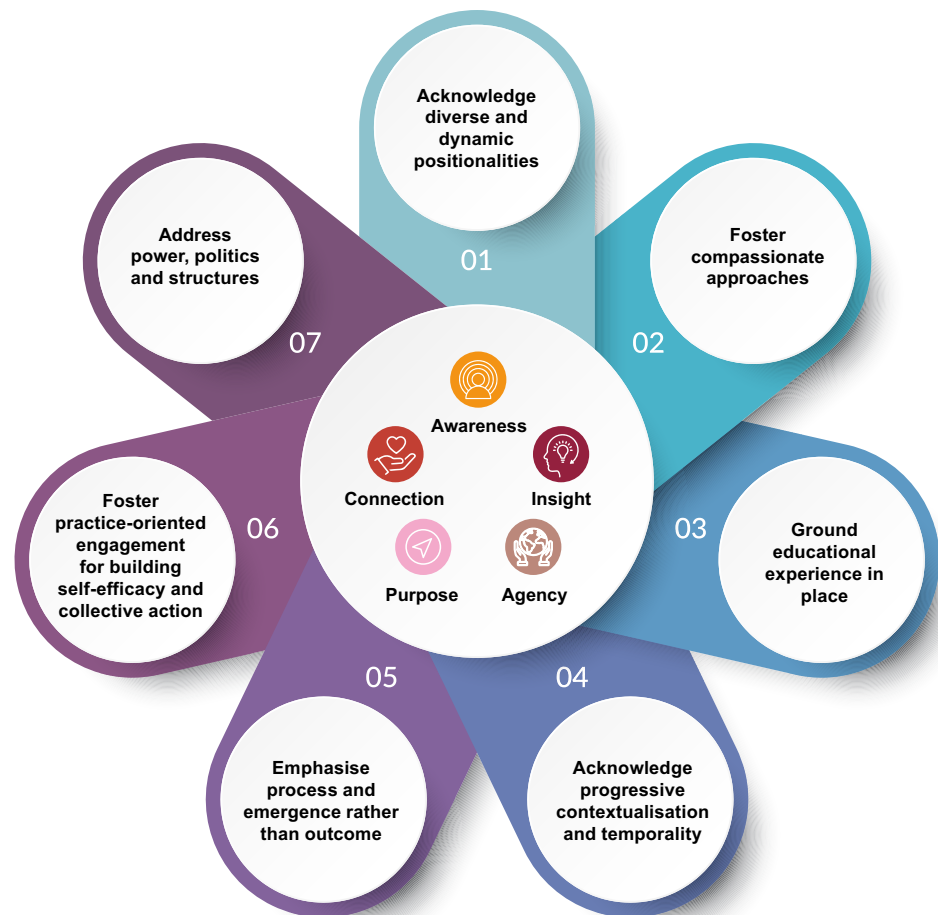 Acknowledge
diverse and
dynamic
positionalities
01
Foster
compassionate
approaches
02
Ground
educational
experience in
place
03
Acknowledge
progressive
contextualisation
and temporality
04
Emphasise
process and
emergence rather
than outcome
05
Foster
practice-oriented
engagement
for building
self-efficacy and
collective action
06
Address
power, politics
and structures
07
Awareness
Connection
Insight
Purpose
Agency